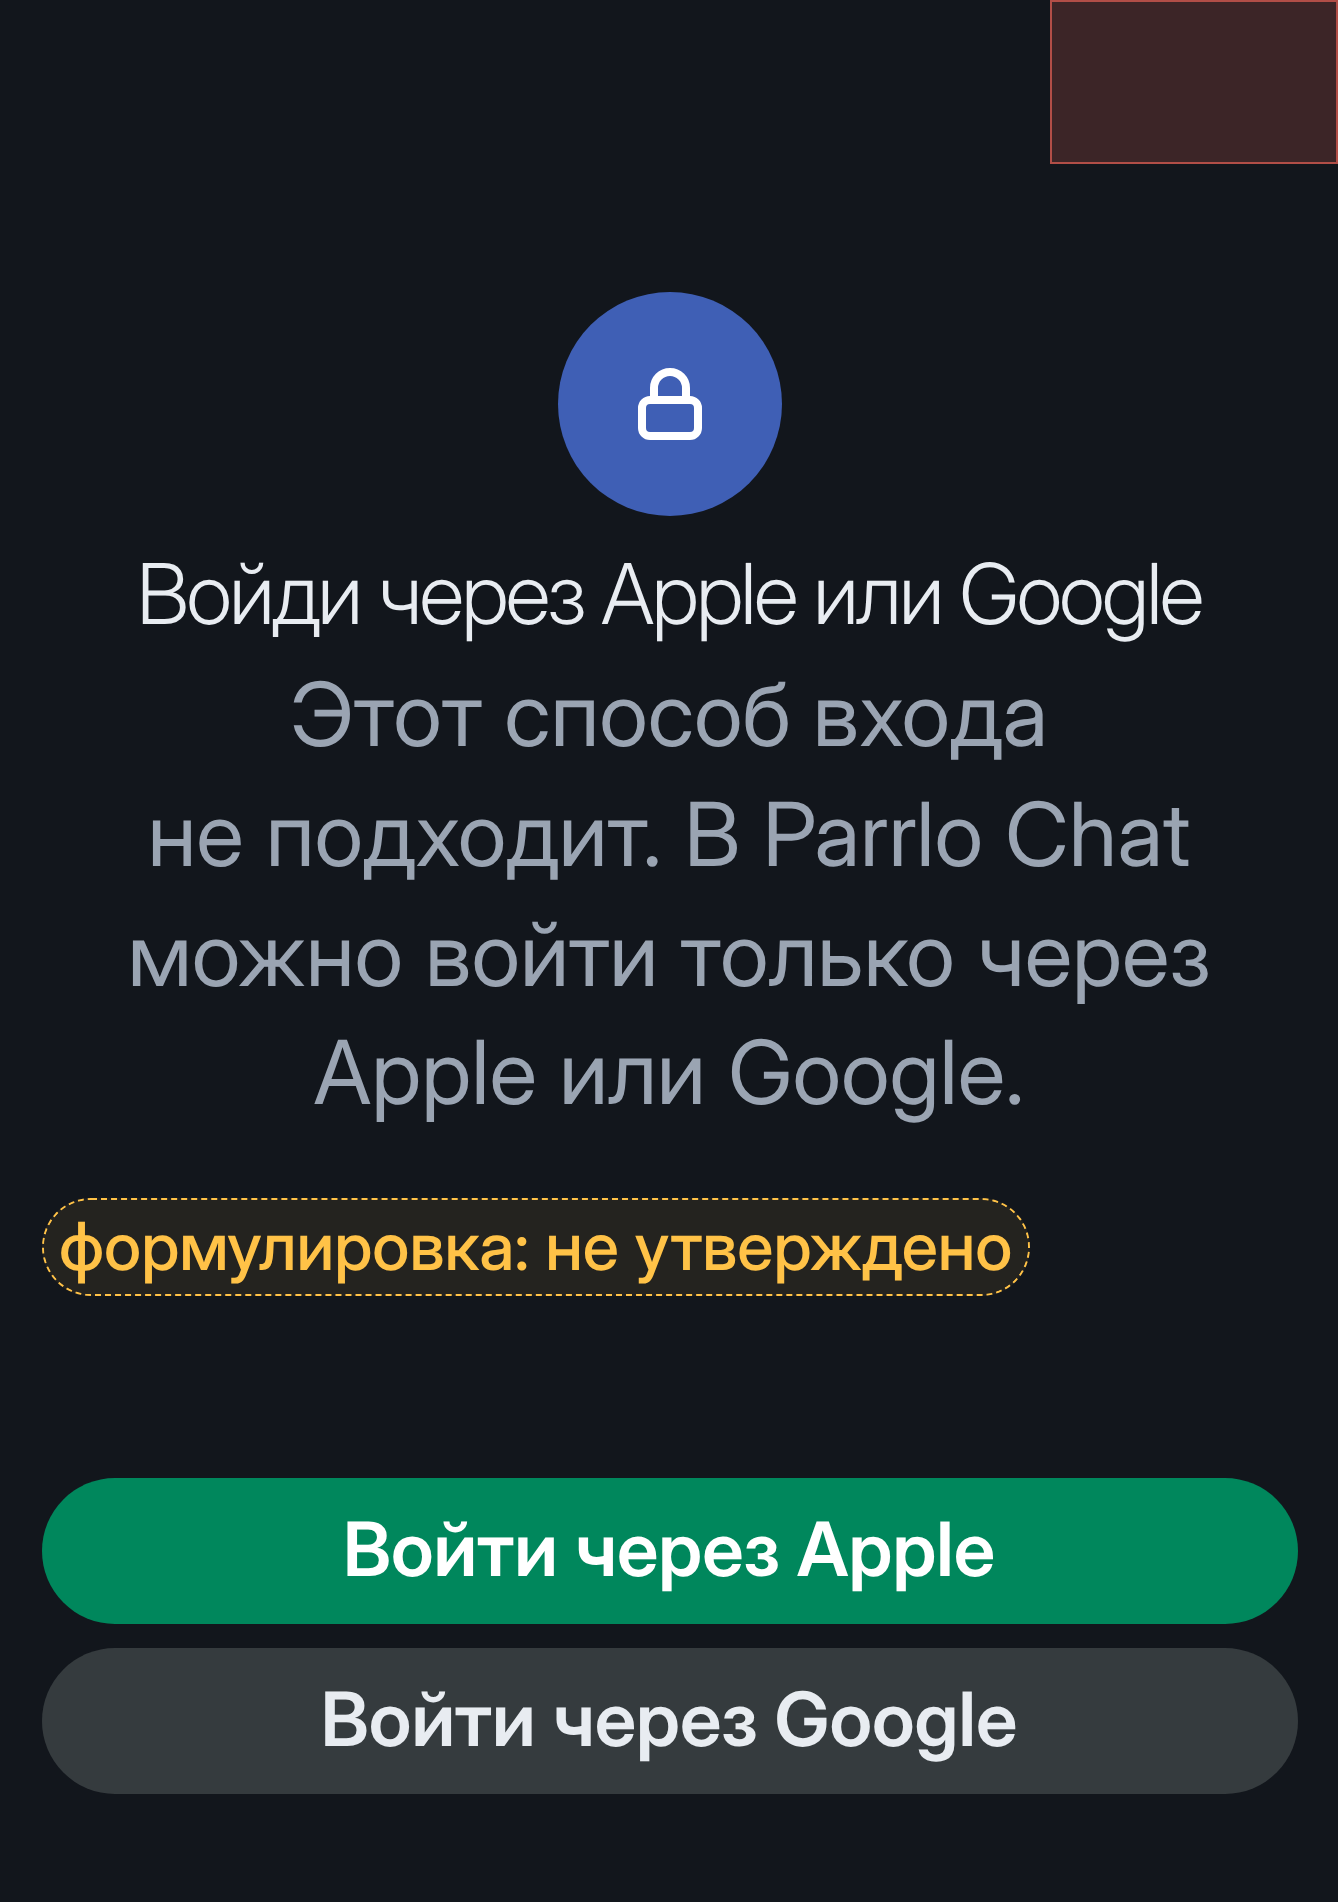 Войди через Apple или Google
Этот способ входа
не подходит. В Parrlo Chat
можно войти только через
Apple или Google.
формулировка: не утверждено
Войти через Apple
Войти через Google